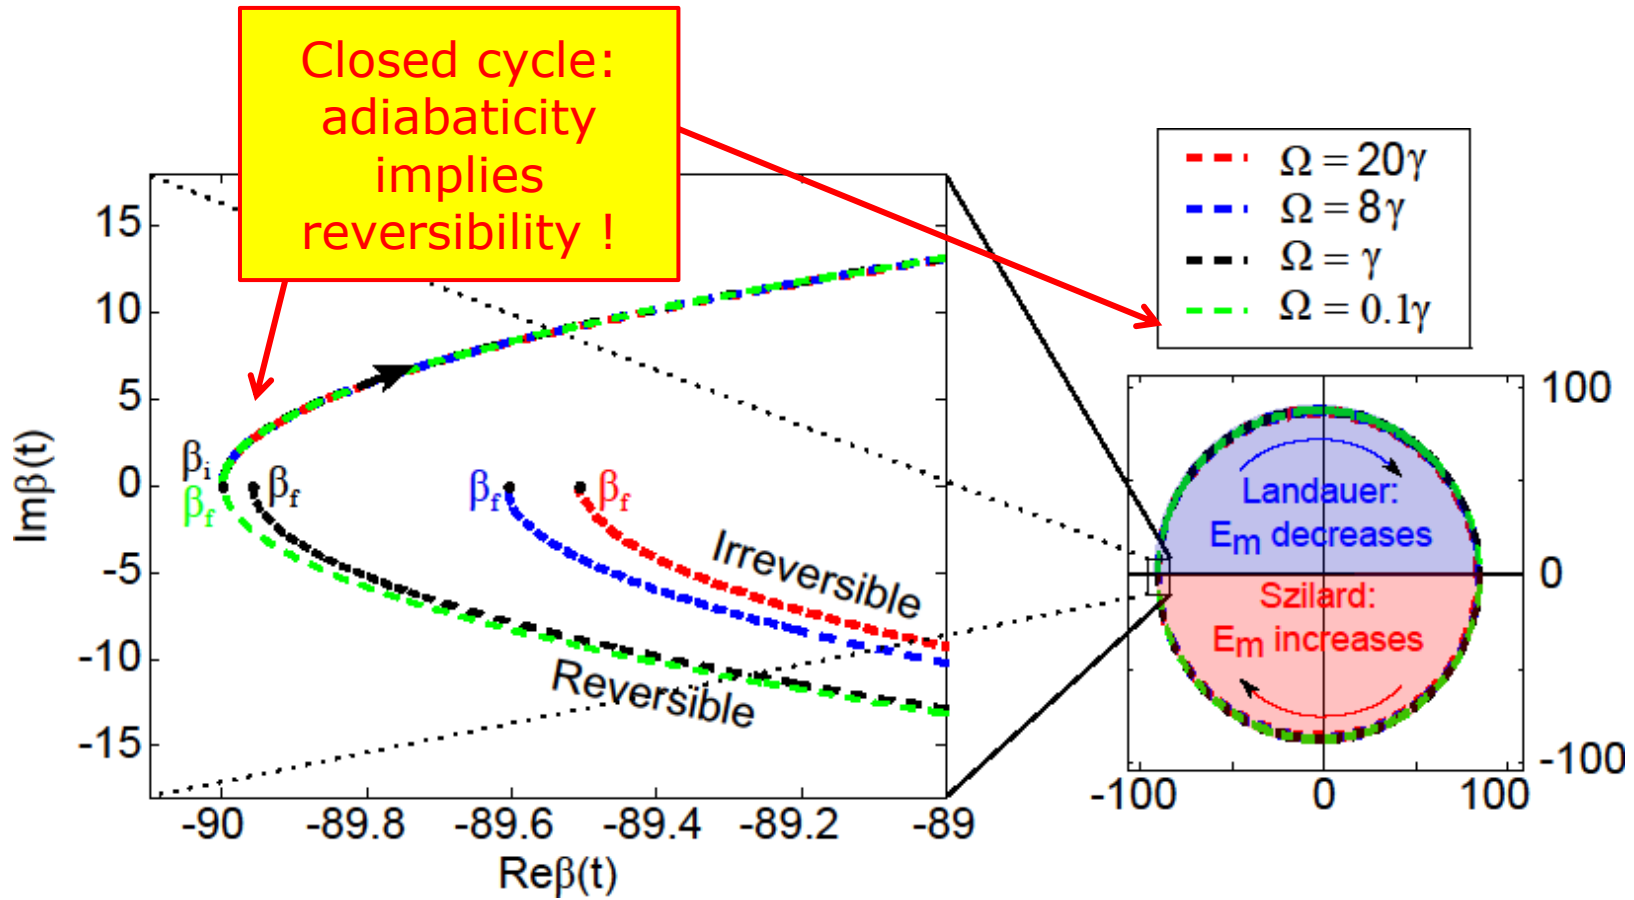 Closed cycle:
adiabaticity
implies
reversibility !
Ω = 20γ
Ω = 8γ
Ω = γ
Ω = 0.1γ
15
10
5
0
-5
-10
-15
Imβ(t)
βi
βf
βf
βf
βf
Irreversible
Reversible
-90
-89.8
-89.6
-89.4
-89.2
-89
Reβ(t)
100
0
-100
Landauer:
Em decreases
Szilard:
Em increases
-100
0
100